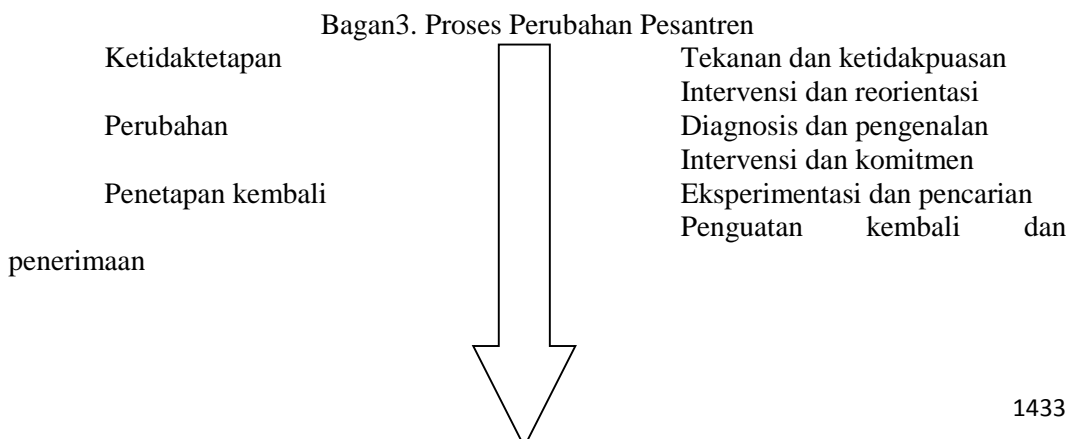 Bagan3. Proses Perubahan Pesantren
Ketidaktetapan Tekanan dan ketidakpuasan
Intervensi dan reorientasi
Perubahan Diagnosis dan pengenalan
Intervensi dan komitmen
Penetapan kembali Eksperimentasi dan pencarian
Penguatan kembali dan
penerimaan
1433